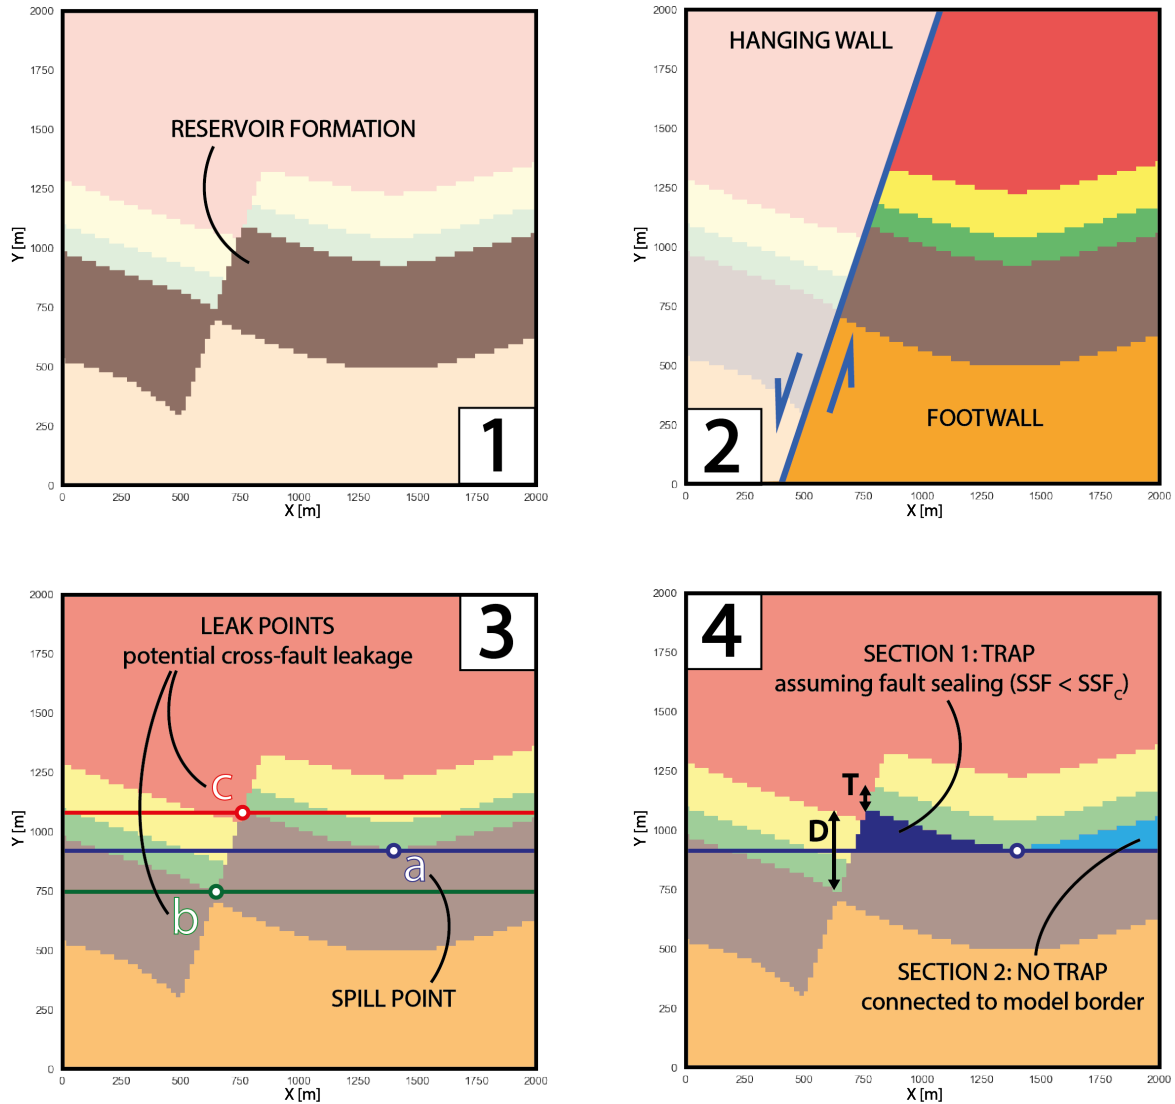 2000
1750
1500
1250
1000
750
500
250
0
Y [m]
RESERVOIR FORMATION
1
0 250 500 750 1000 1250 1500 1750 2000
X [m]
2000
1750
1500
1250
1000
750
500
250
0
Y [m]
HANGING WALL
FOOTWALL
2
0 250 500 750 1000 1250 1500 1750 2000
X [m]
2000
1750
1500
1250
1000
750
500
250
0
Y [m]
3
LEAK POINTS
potential cross-fault leakage
c
a
b
SPILL POINT
0 250 500 750 1000 1250 1500 1750 2000
X [m]
2000
1750
1500
1250
1000
750
500
250
0
Y [m]
4
SECTION 1: TRAP
assuming fault sealing (SSF < SSFC)
T
D
SECTION 2: NO TRAP
connected to model border
0 250 500 750 1000 1250 1500 1750 2000
X [m]